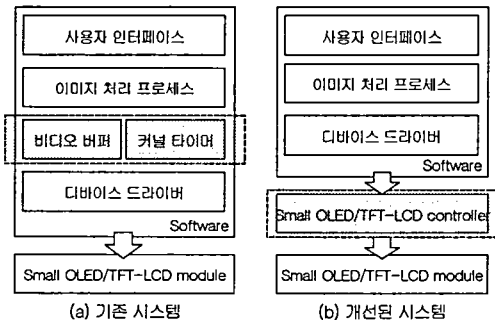 사용자 인터페이스
이미지 처리 프로세스
비디오 버퍼
커널 타이머
디바이스 드라이버
Software
Small OLED/TFT-LCD module
(a) 기존 시스템
사용자 인터페이스
이미지 처리 프로세스
디바이스 드라이버
Software
Small OLED/TFT-LCD controller
Small OLED/TFT-LCD module
(b) 개선된 시스템